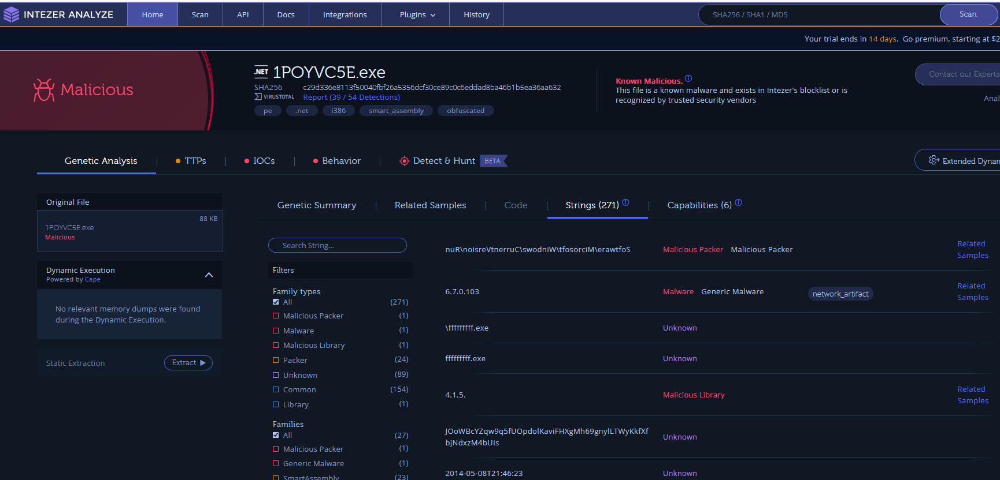 INTEZER ANALYZE
Home
Scan
API
Docs
Integrations
Plugins
History
SHA256 / SHA1 / MD5
Scan
Your trial ends in 14 days. Go premium, starting at $2
Malicious
.NET 1POYVC5E.exe
SHA256 c29d336e8113f50040fbf26a5356dcf30ce89c0c6eddad8ba46b1b5ea36aa632
VIRUSTOTAL Report (39 / 54 Detections)
pe .net i386 smart_assembly obfuscated
Known Malicious.
This file is a known malware and exists in Intezer's blocklist or is
recognized by trusted security vendors
Contact our Experts
Anal
Genetic Analysis
TTPs
IOCs
Behavior
Detect & Hunt BETA
Extended Dynan
Original File
88 KB
1POYVC5E.exe
Malicious
Dynamic Execution
Powered by Cape
No relevant memory dumps were found
during the Dynamic Execution.
Static Extraction
Extract
Genetic Summary
Related Samples
Code
Strings (271)
Capabilities (6)
Search String...
Filters
Family types
All (271)
Malicious Packer (1)
Malware (1)
Malicious Library (1)
Packer (24)
Unknown (89)
Common (154)
Library (1)
Families
All (27)
Malicious Packer (1)
Generic Malware (1)
SmartAssembly (23)
nuR\noisreVtnerruC\swodniW\tfosorciM\erawtfoS Malicious Packer Malicious Packer
Related
Samples
6.7.0.103 Malware Generic Malware network_artifact
Related
Samples
\fffffffff.exe Unknown
fffffffff.exe Unknown
4.1.5. Malicious Library
Related
Samples
JOoWBcYZqw9q5fUOpdolKaviFHXgMh69gnylLTWyKkfXf
bjNdxzM4bUIs
Unknown
2014-05-08T21:46:23 Unknown